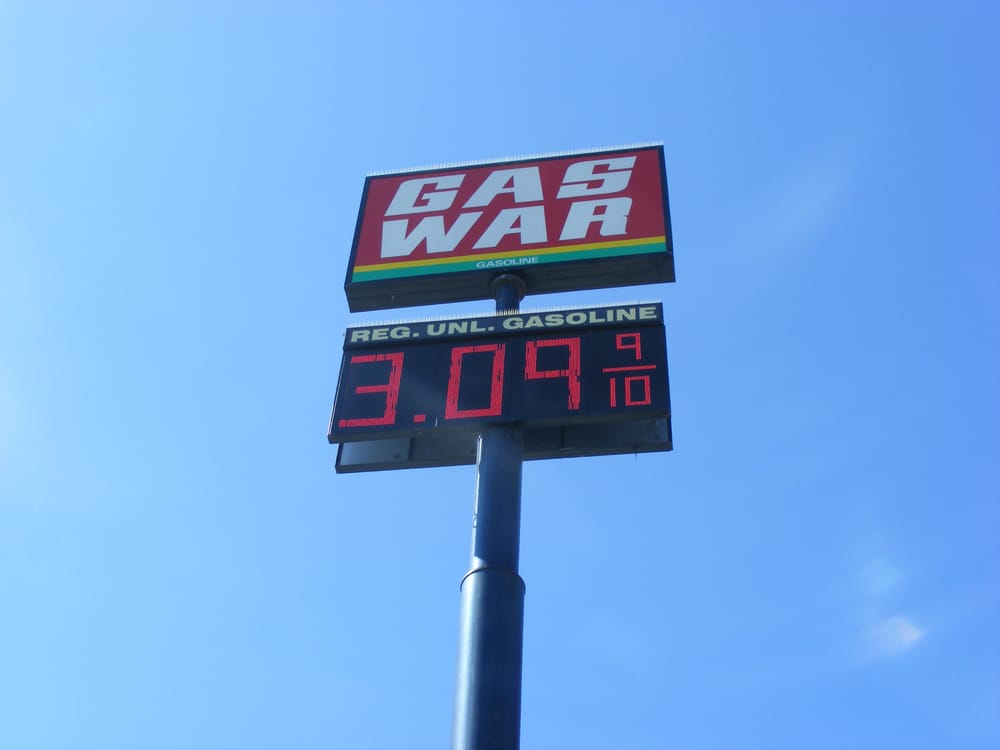 GAS
WAR
GASOLINE
REG. UNL. GASOLINE
3.09 9/10